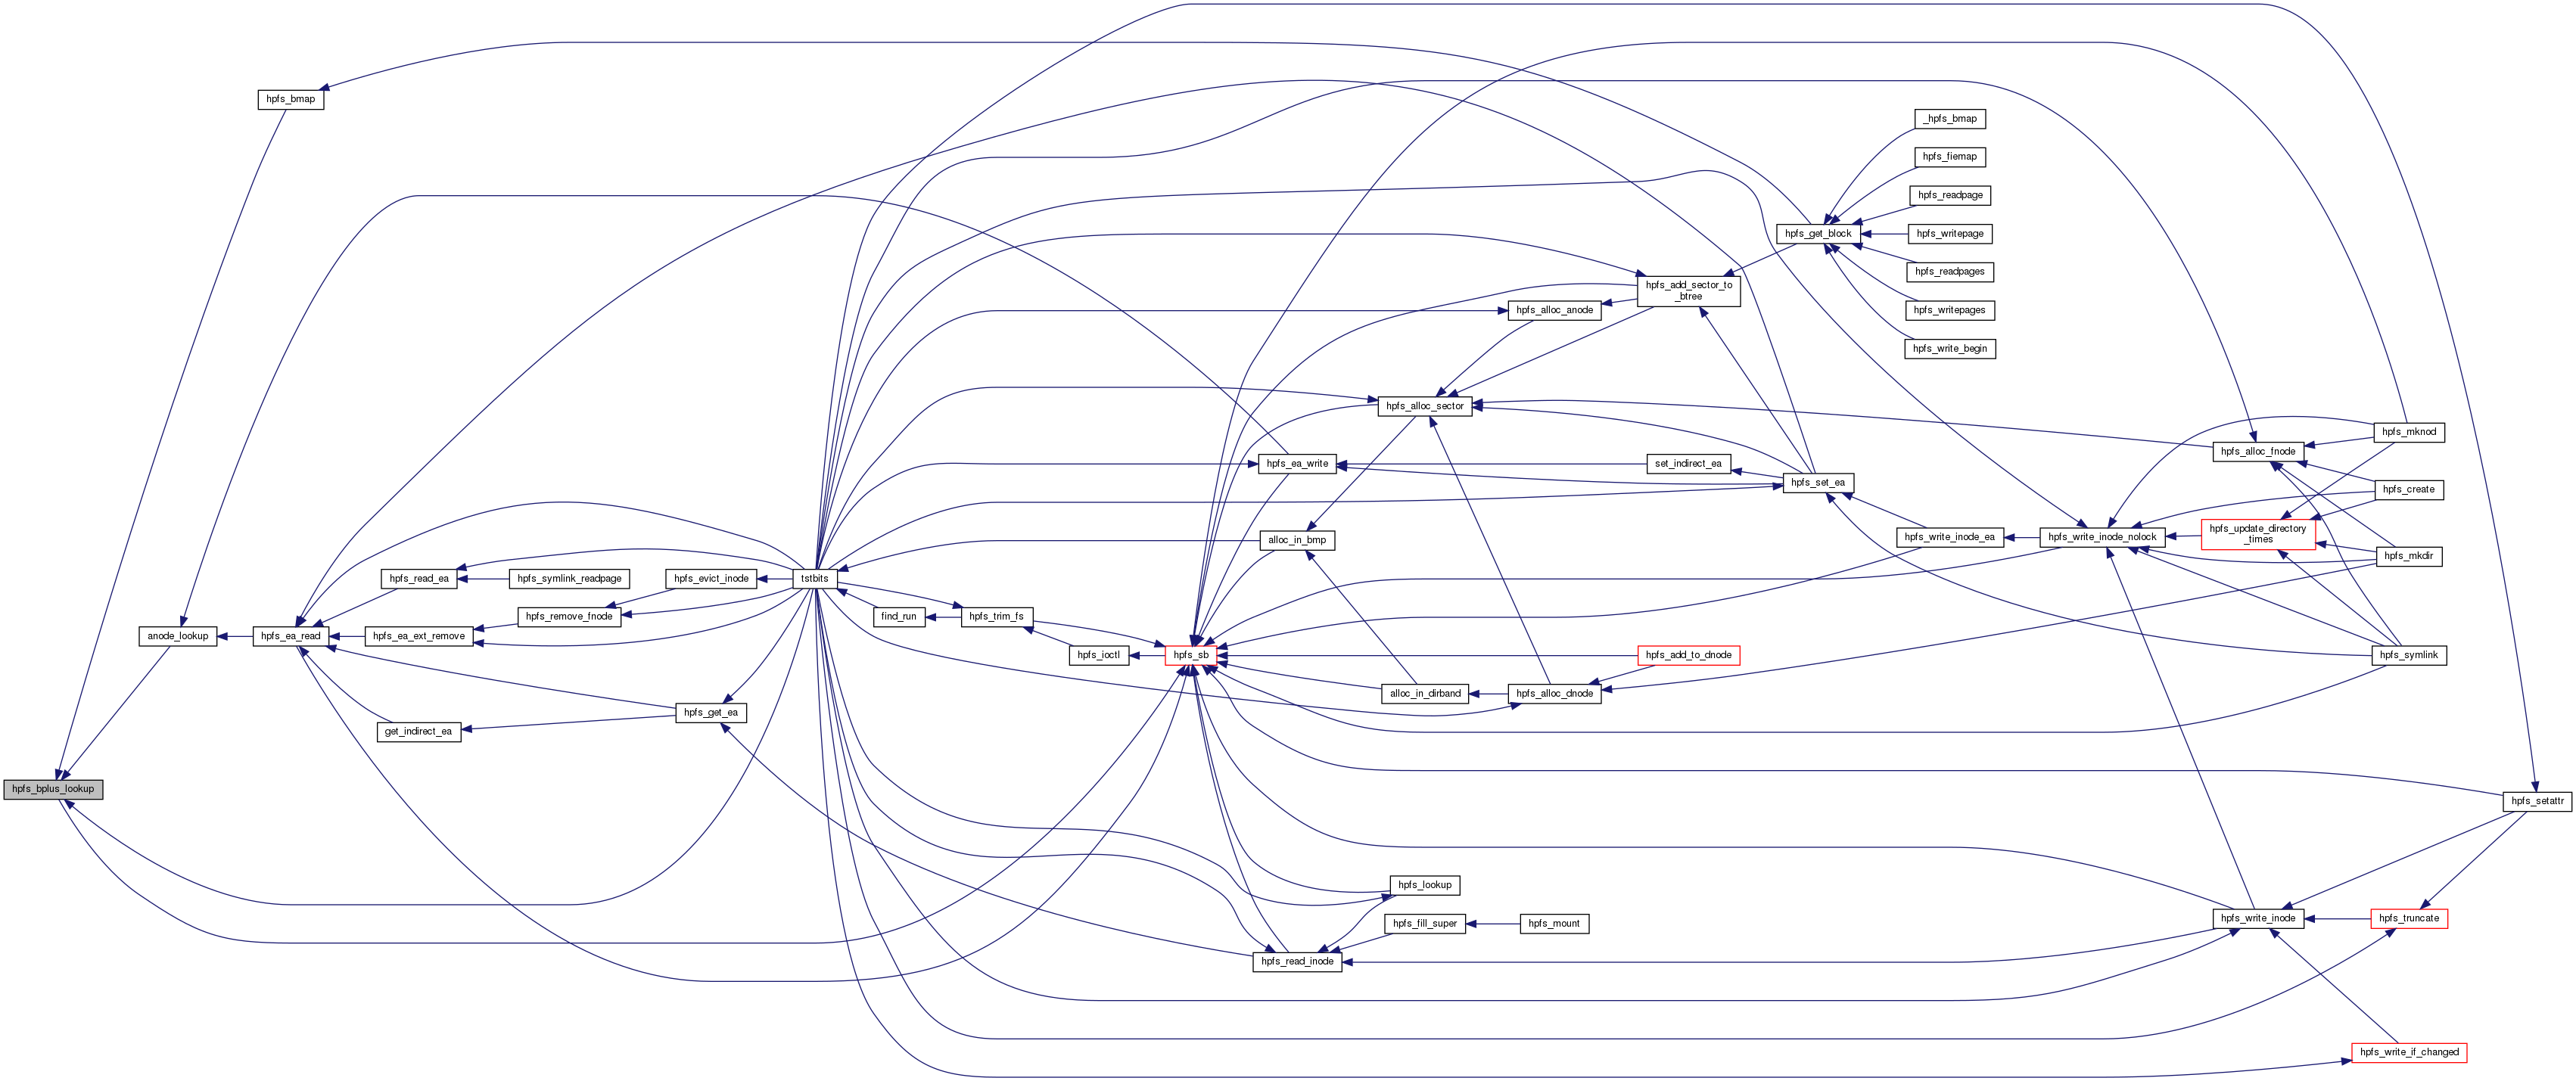 hpfs_bmap
_hpfs_bmap
hpfs_fiemap
hpfs_readpage
hpfs_get_block
hpfs_writepage
hpfs_readpages
hpfs_add_sector_to
_btree
hpfs_alloc_anode
hpfs_writepages
hpfs_write_begin
hpfs_alloc_sector
hpfs_mknod
hpfs_alloc_fnode
hpfs_ea_write
set_indirect_ea
hpfs_set_ea
hpfs_create
hpfs_update_directory
_times
alloc_in_bmp
hpfs_write_inode_ea
hpfs_write_inode_nolock
hpfs_mkdir
hpfs_read_ea
hpfs_symlink_readpage
hpfs_evict_inode
tstbits
hpfs_remove_fnode
find_run
hpfs_trim_fs
anode_lookup
hpfs_ea_read
hpfs_ea_ext_remove
hpfs_ioctl
hpfs_sb
hpfs_add_to_dnode
hpfs_symlink
alloc_in_dirband
hpfs_alloc_dnode
hpfs_get_ea
get_indirect_ea
hpfs_bplus_lookup
hpfs_setattr
hpfs_lookup
hpfs_fill_super
hpfs_mount
hpfs_write_inode
hpfs_truncate
hpfs_read_inode
hpfs_write_if_changed